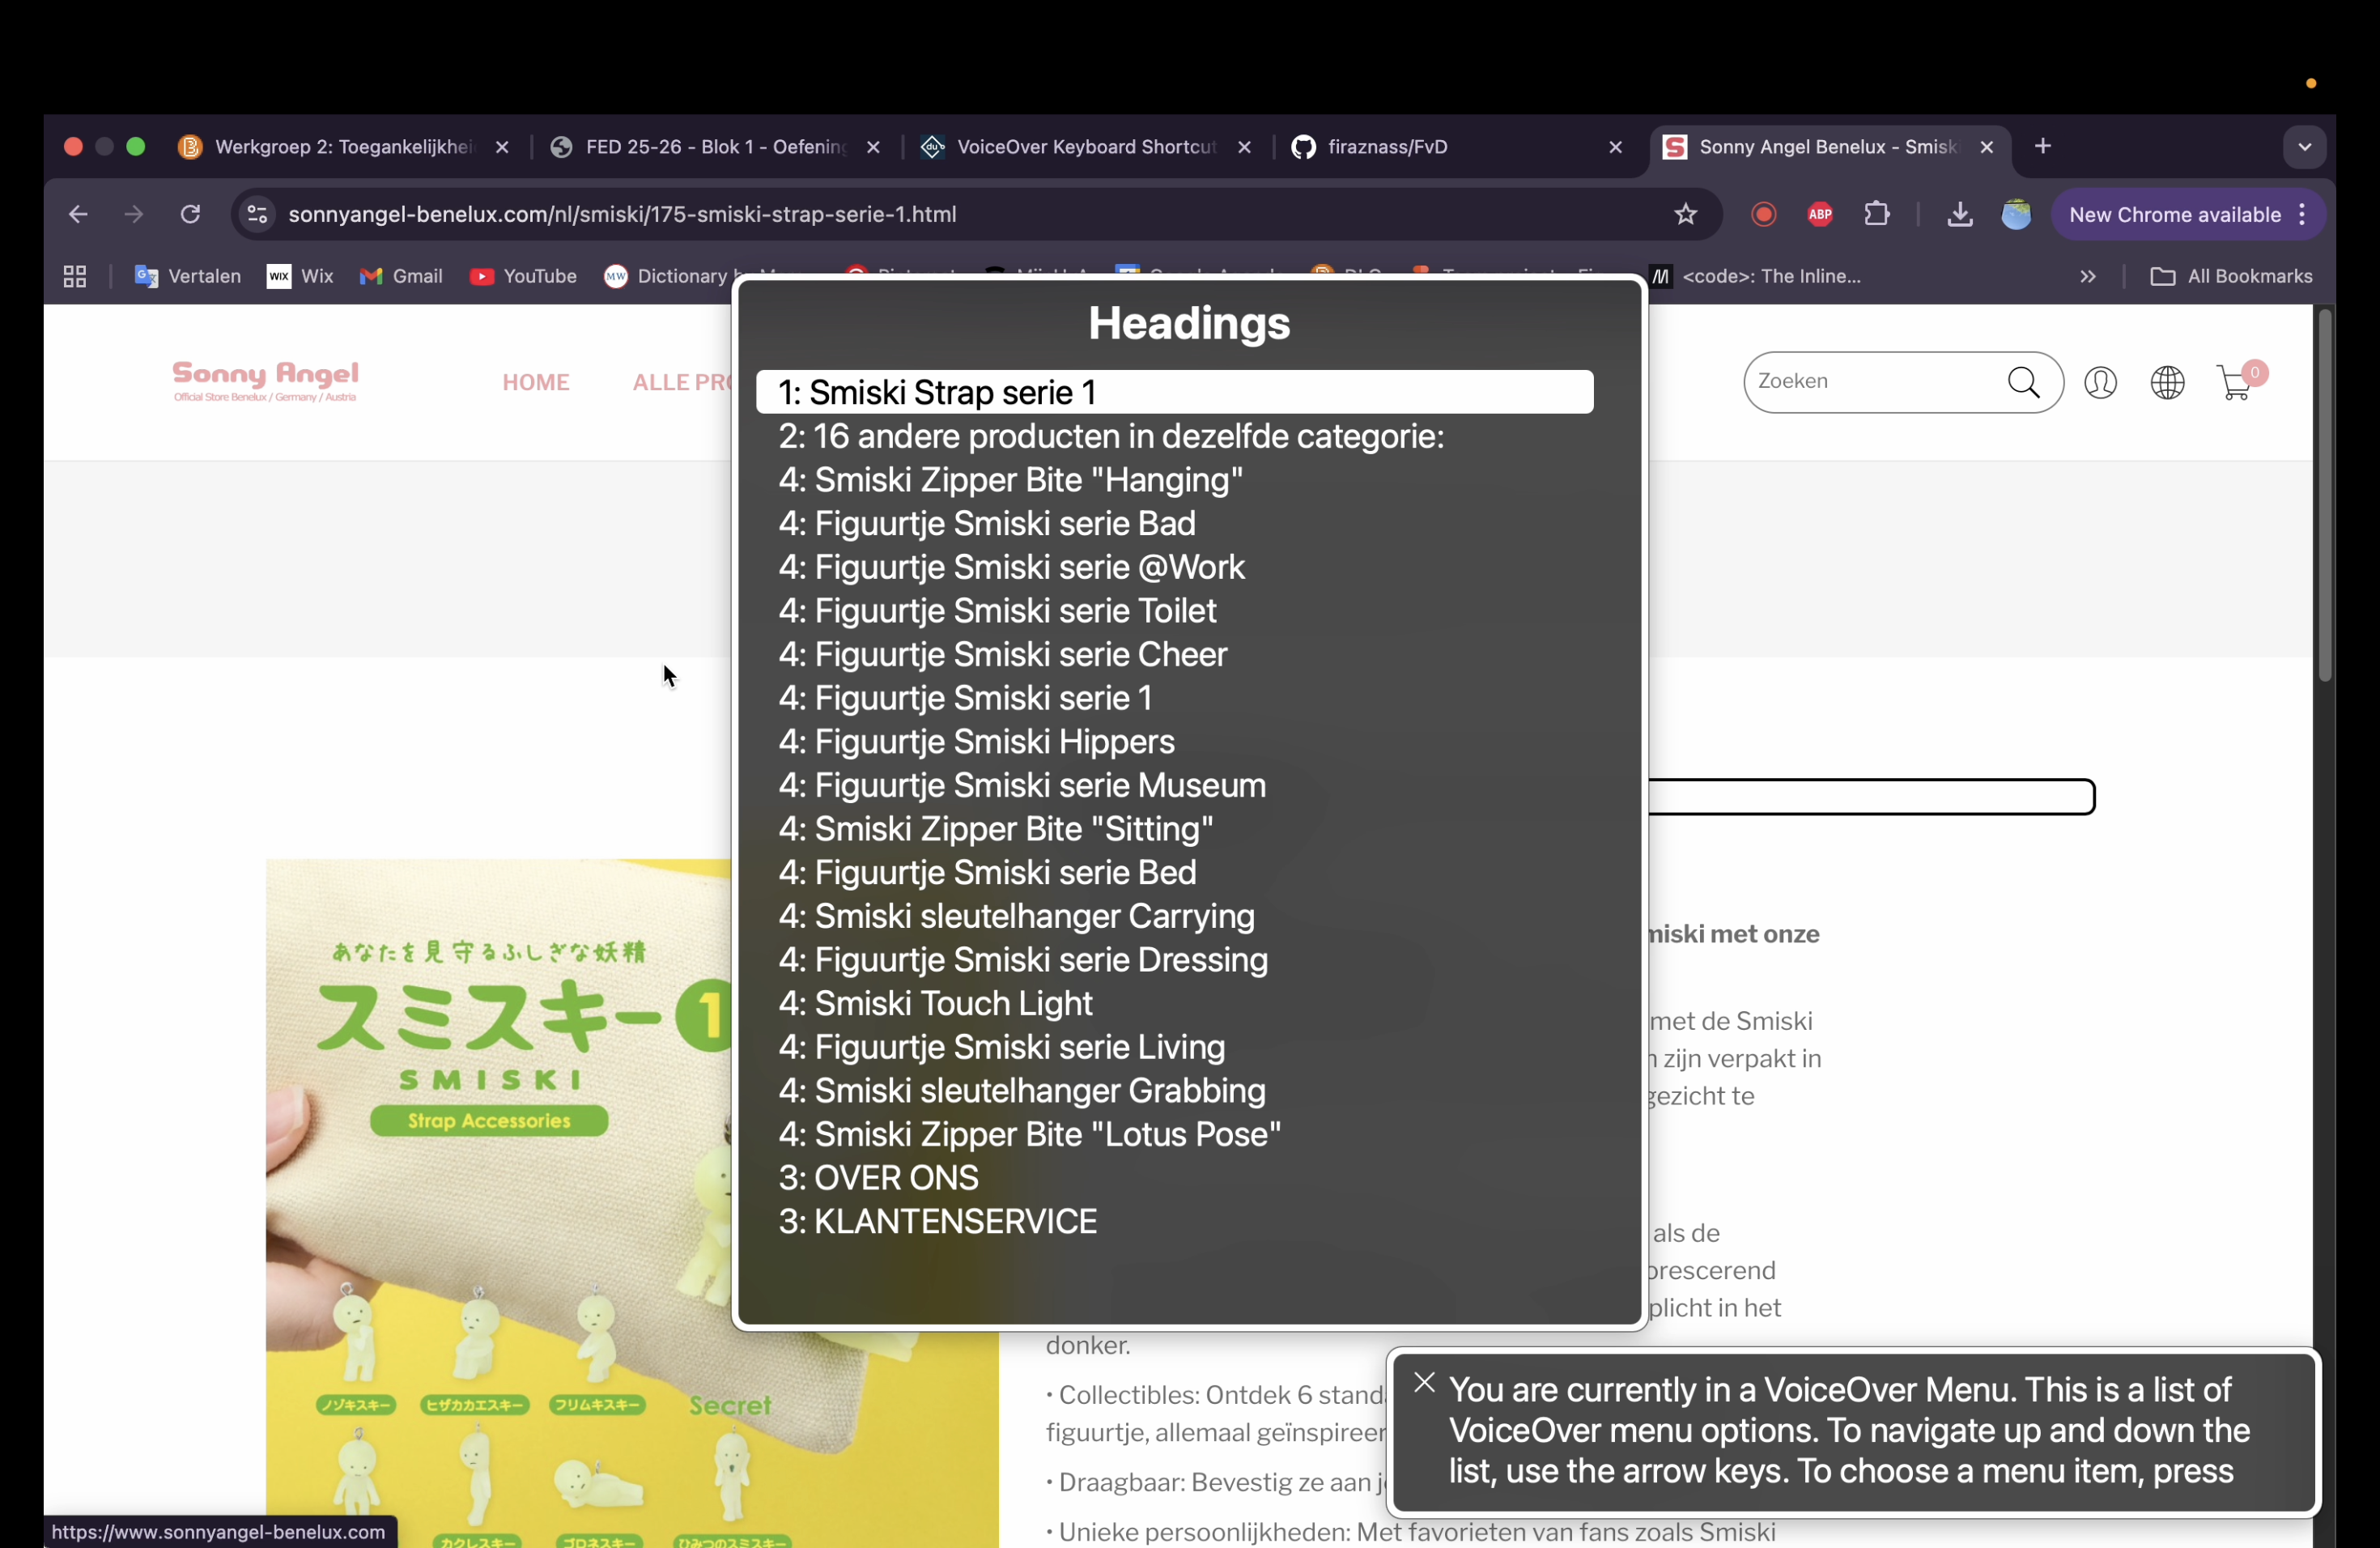 Werkgroep 2: Toegankelijkhei
FED 25-26 - Blok 1 - Oefening
VoiceOver Keyboard Shortcut
firaznass/FvD
Sonny Angel Benelux - Smisk
sonnyangel-benelux.com/nl/smiski/175-smiski-strap-serie-1.html
ABP
New Chrome available
Vertalen
WIX Wix
Gmail
YouTube
MW Dictionary
<code>: The Inline...
All Bookmarks
Sonny Angel
Official Store Benelux / Germany / Austria
HOME
ALLE PRO
Zoeken
0
Headings
1: Smiski Strap serie 1
2: 16 andere producten in dezelfde categorie:
4: Smiski Zipper Bite "Hanging"
4: Figuurtje Smiski serie Bad
4: Figuurtje Smiski serie @Work
4: Figuurtje Smiski serie Toilet
4: Figuurtje Smiski serie Cheer
4: Figuurtje Smiski serie 1
4: Figuurtje Smiski Hippers
4: Figuurtje Smiski serie Museum
4: Smiski Zipper Bite "Sitting"
4: Figuurtje Smiski serie Bed
4: Smiski sleutelhanger Carrying
4: Figuurtje Smiski serie Dressing
4: Smiski Touch Light
4: Figuurtje Smiski serie Living
4: Smiski sleutelhanger Grabbing
4: Smiski Zipper Bite "Lotus Pose"
3: OVER ONS
3: KLANTENSERVICE
あなたを見守るふしぎな妖精
スミスキー1
SMISKI
Strap Accessories
ノゾキスキー
ヒザカカエスキー
フリムキスキー
Secret
カクレスキー
ゴロネスキー
ひみつのスミスキー
miski met onze
met de Smiski
n zijn verpakt in
gezicht te
als de
orescerend
plicht in het
donker.
• Collectibles: Ontdek 6 standa
figuurtje, allemaal geïnspireer
• Draagbaar: Bevestig ze aan je
• Unieke persoonlijkheden: Met favorieten van fans zoals Smiski
You are currently in a VoiceOver Menu. This is a list of
VoiceOver menu options. To navigate up and down the
list, use the arrow keys. To choose a menu item, press
https://www.sonnyangel-benelux.com